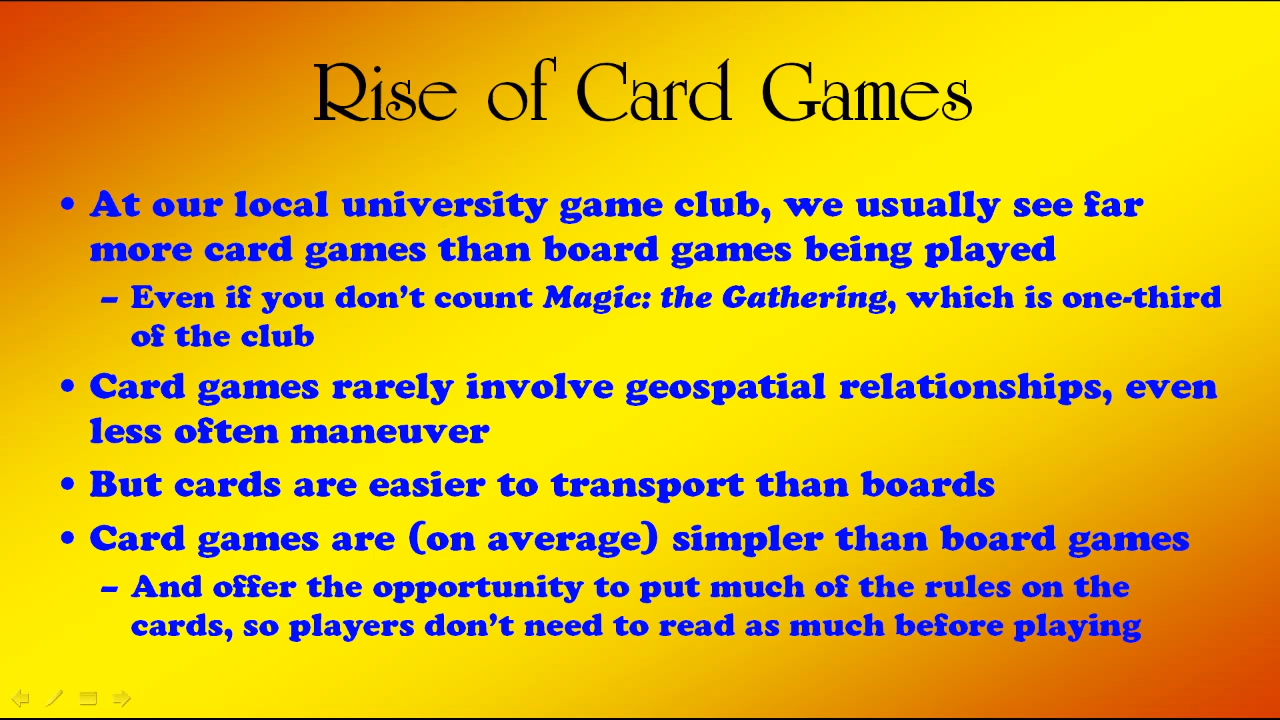 Rise of Card Games
• At our local university game club, we usually see far
more card games than board games being played
– Even if you don’t count Magic: the Gathering, which is one-third
of the club
• Card games rarely involve geospatial relationships, even
less often maneuver
• But cards are easier to transport than boards
• Card games are (on average) simpler than board games
– And offer the opportunity to put much of the rules on the
cards, so players don’t need to read as much before playing